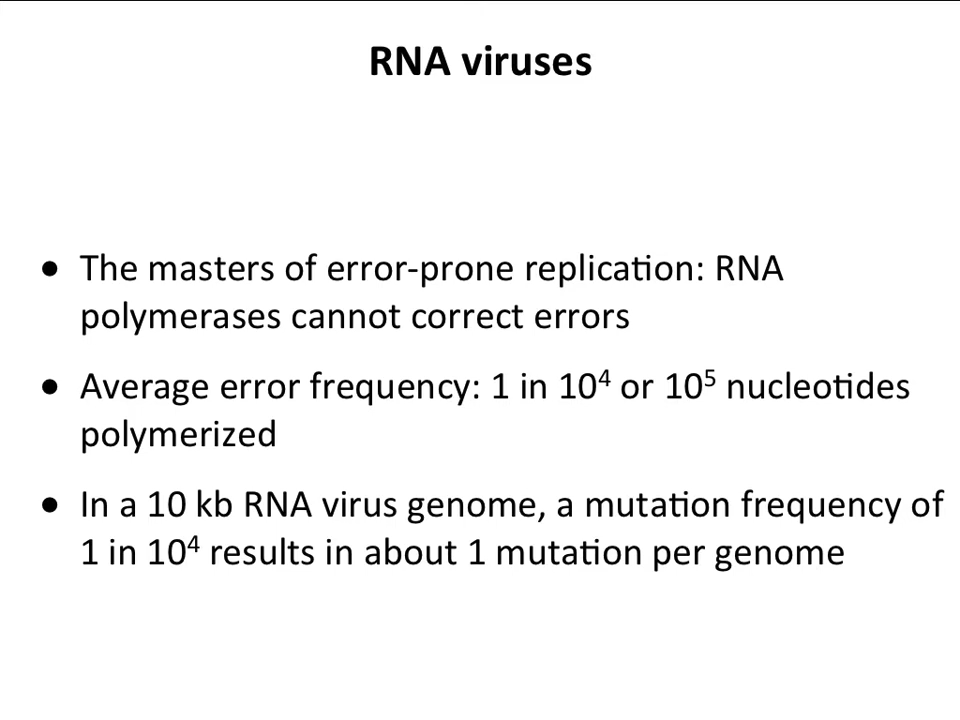 RNA viruses
● The masters of error-prone replication: RNA
polymerases cannot correct errors
● Average error frequency: 1 in 10⁴ or 10⁵ nucleotides
polymerized
● In a 10 kb RNA virus genome, a mutation frequency of
1 in 10⁴ results in about 1 mutation per genome